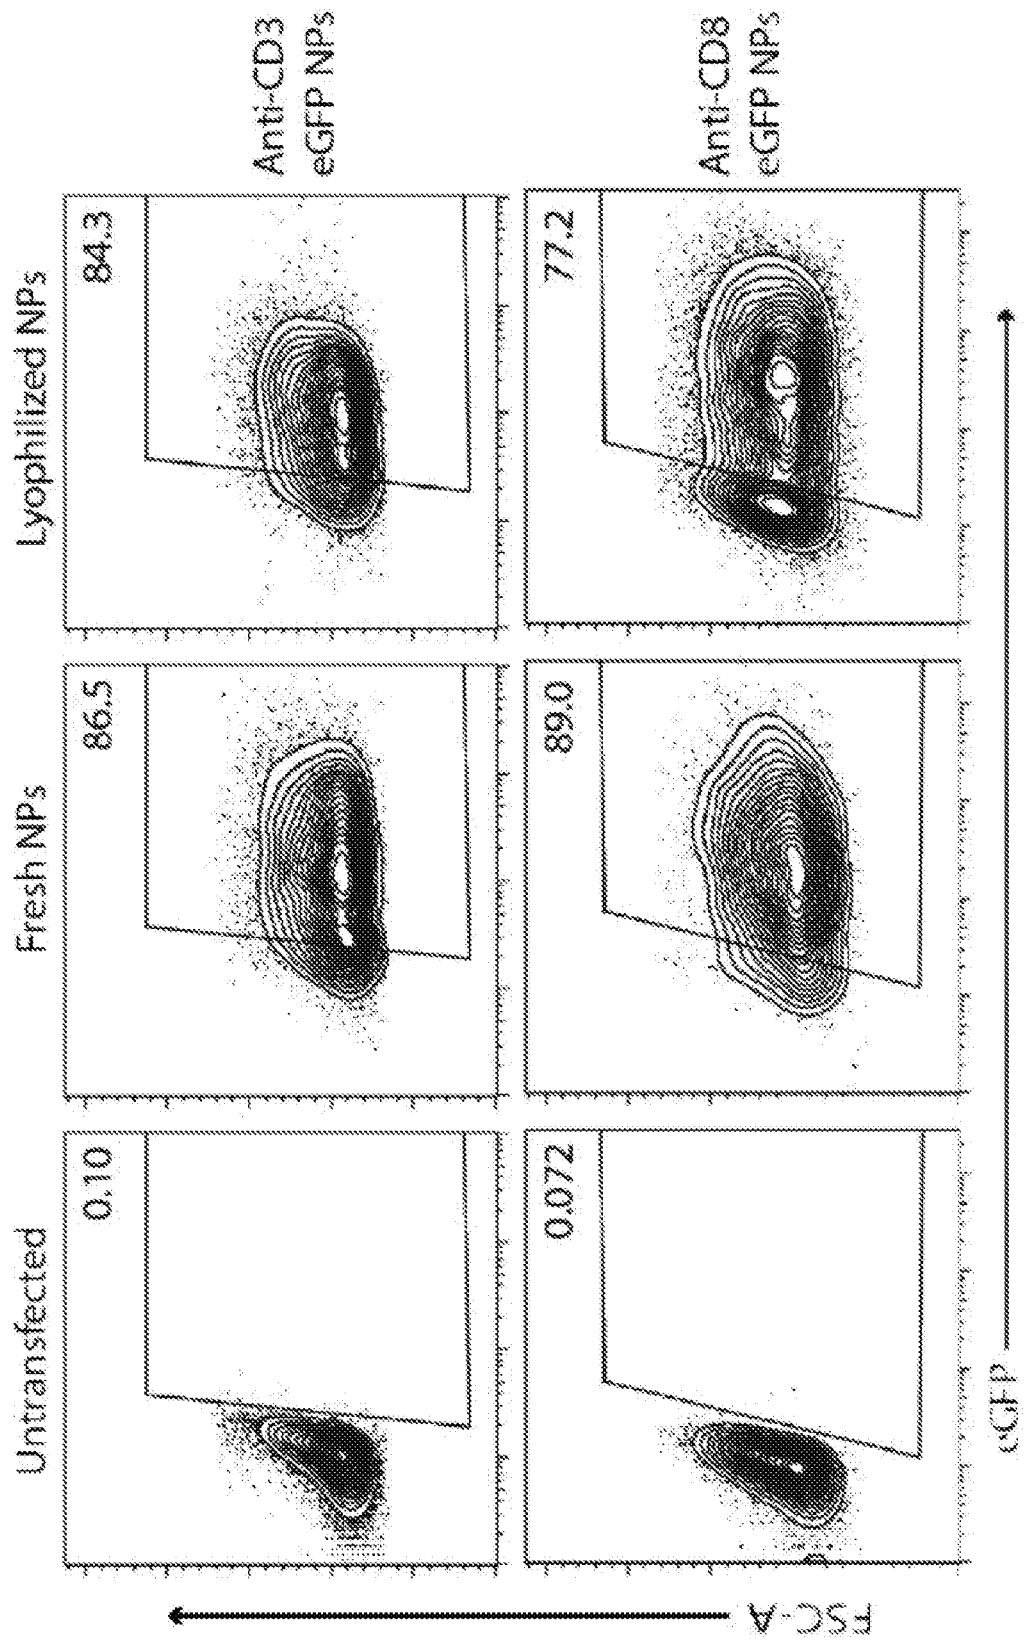 Untransfected
Fresh NPs
Lyophilized NPs
0.10
86.5
84.3
Anti-CD3
eGFP NPs
0.072
89.0
77.2
Anti-CD8
eGFP NPs
FSC-A
eGFP